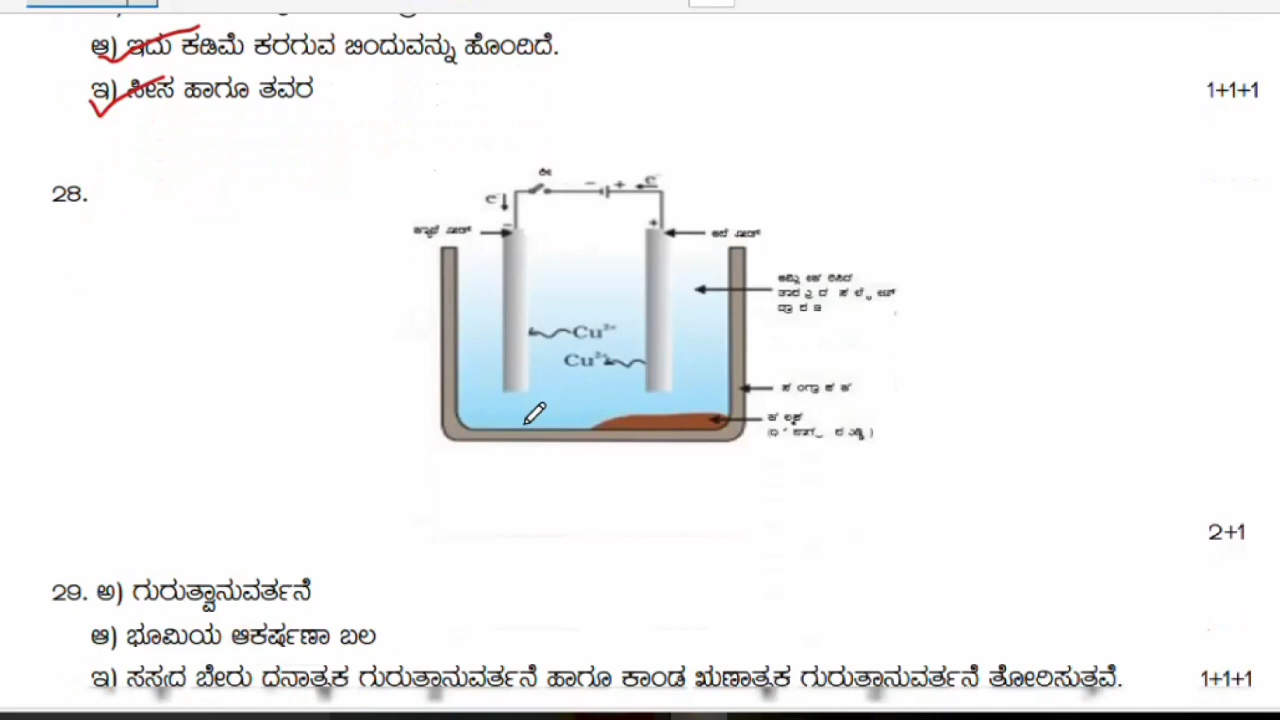 ಆ) ಇದು ಕಡಿಮೆ ಕರಗುವ ಬಿಂದುವನ್ನು ಹೊಂದಿದೆ.
ಇ) ಸೀಸ ಹಾಗೂ ತವರ 1+1+1
28.
− + e⁻
e⁻
− +
Cu²⁺
Cu²⁺
2+1
29. ಅ) ಗುರುತ್ವಾನುವರ್ತನೆ
ಆ) ಭೂಮಿಯ ಆಕರ್ಷಣಾ ಬಲ
ಇ) ಸಸ್ಯದ ಬೇರು ದನಾತ್ಮಕ ಗುರುತ್ವಾನುವರ್ತನೆ ಹಾಗೂ ಕಾಂಡ ಋಣಾತ್ಮಕ ಗುರುತ್ವಾನುವರ್ತನೆ ತೋರಿಸುತ್ತವೆ. 1+1+1